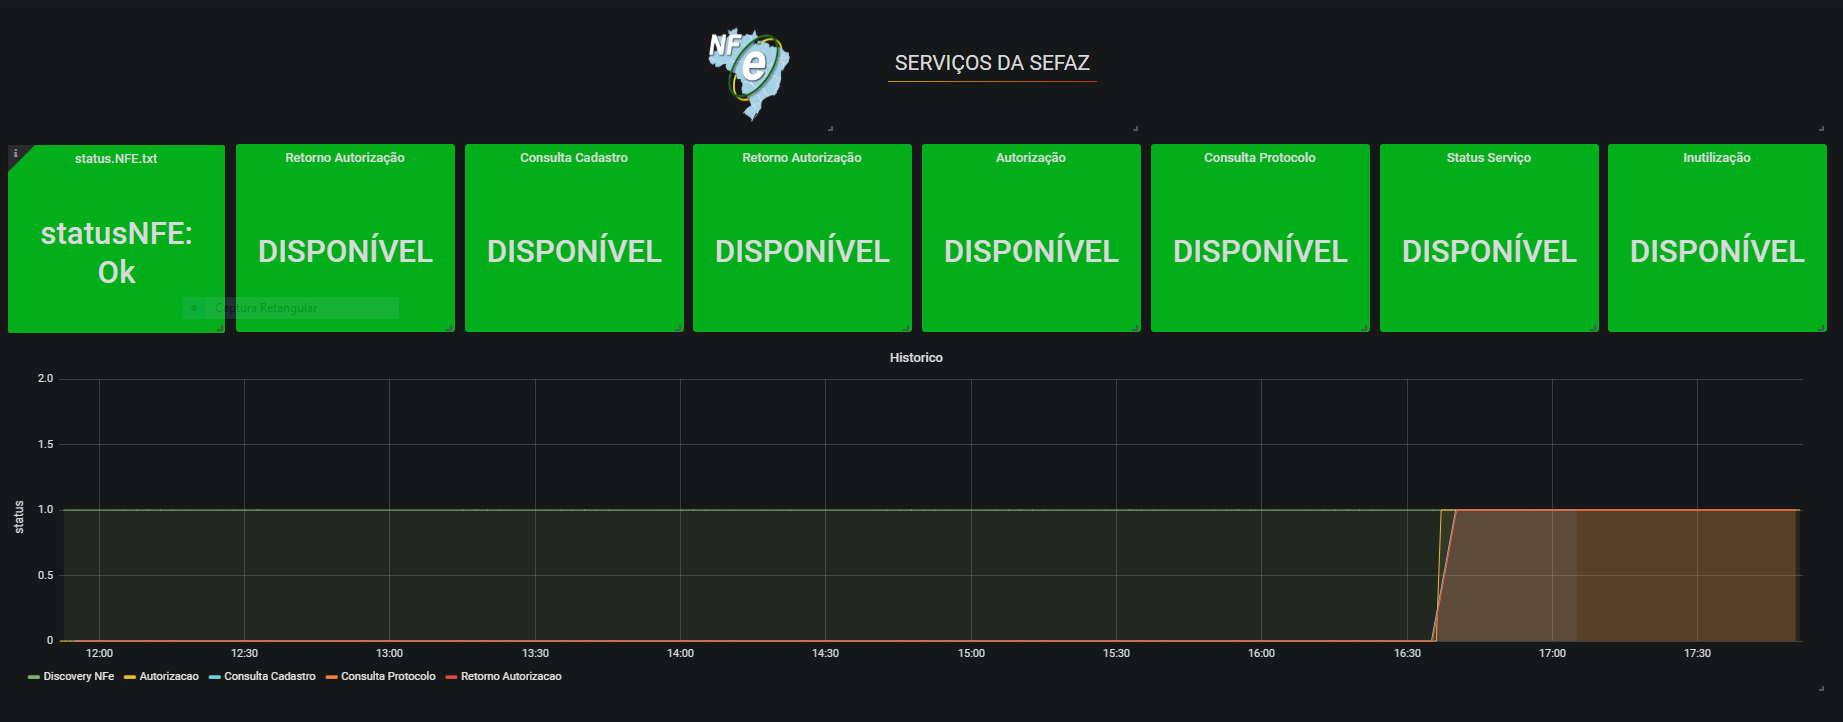 NF
e
SERVIÇOS DA SEFAZ
i
status.NFE.txt
statusNFE:
Ok
Retorno Autorização
DISPONÍVEL
Consulta Cadastro
DISPONÍVEL
Retorno Autorização
DISPONÍVEL
Autorização
DISPONÍVEL
Consulta Protocolo
DISPONÍVEL
Status Serviço
DISPONÍVEL
Inutilização
DISPONÍVEL
Captura Retangular
Historico
status
2.0
1.5
1.0
0.5
0
12:00
12:30
13:00
13:30
14:00
14:30
15:00
15:30
16:00
16:30
17:00
17:30
Discovery NFe
Autorizacao
Consulta Cadastro
Consulta Protocolo
Retorno Autorizacao